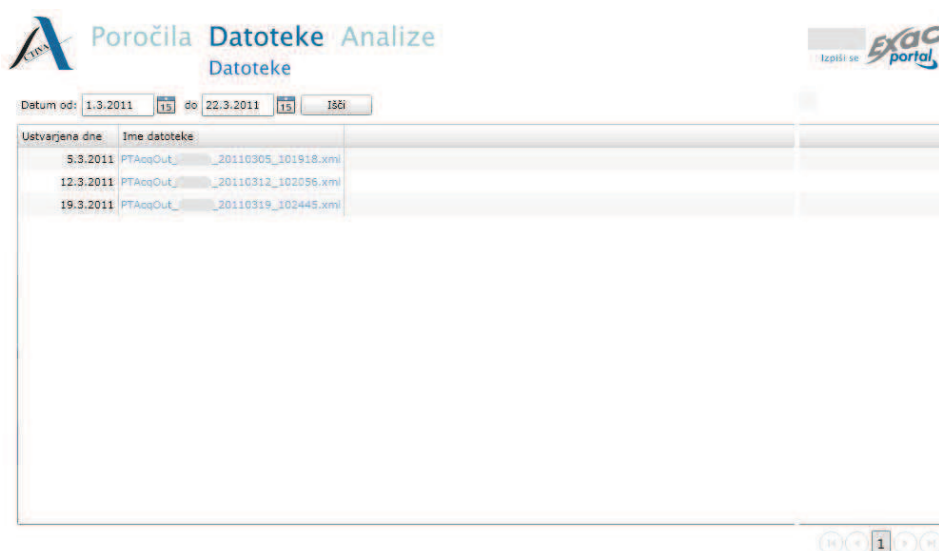 ACTIVA
Poročila Datoteke Analize
Datoteke
Izpiši se
portal
Datum od: 1.3.2011 15 do 22.3.2011 15 Išči
Ustvarjena dne Ime datoteke
5.3.2011 PTAcqOut_ _20110305_101918.xml
12.3.2011 PTAcqOut_ _20110312_102056.xml
19.3.2011 PTAcqOut_ _20110319_102445.xml
1